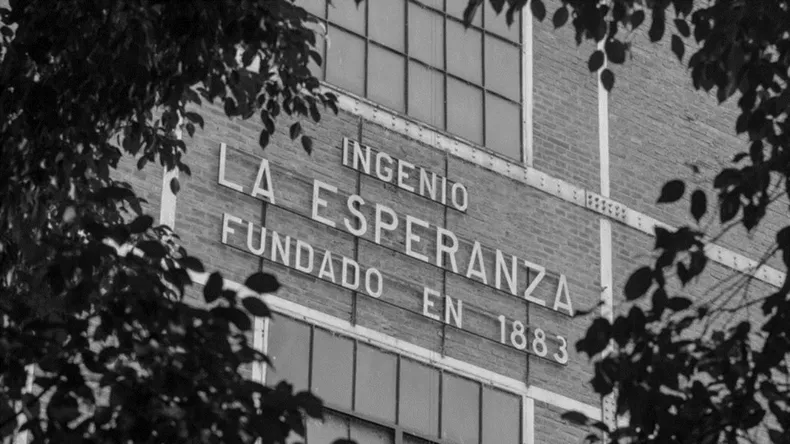 INGENIO
LA ESPERANZA
FUNDADO EN 1883